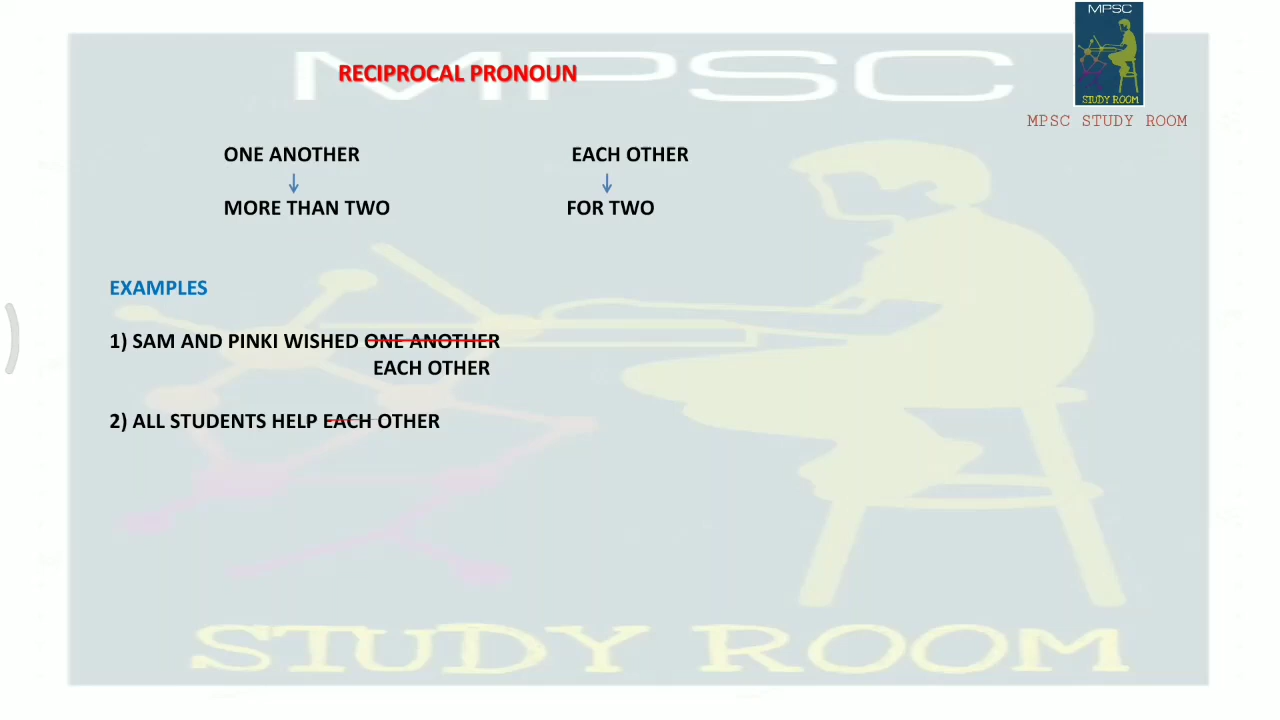 MPSC
STUDY ROOM
MPSC STUDY ROOM
MPSC
RECIPROCAL PRONOUN
ONE ANOTHER EACH OTHER
MORE THAN TWO FOR TWO
EXAMPLES
1) SAM AND PINKI WISHED ONE ANOTHER
EACH OTHER
2) ALL STUDENTS HELP EACH OTHER
STUDY ROOM